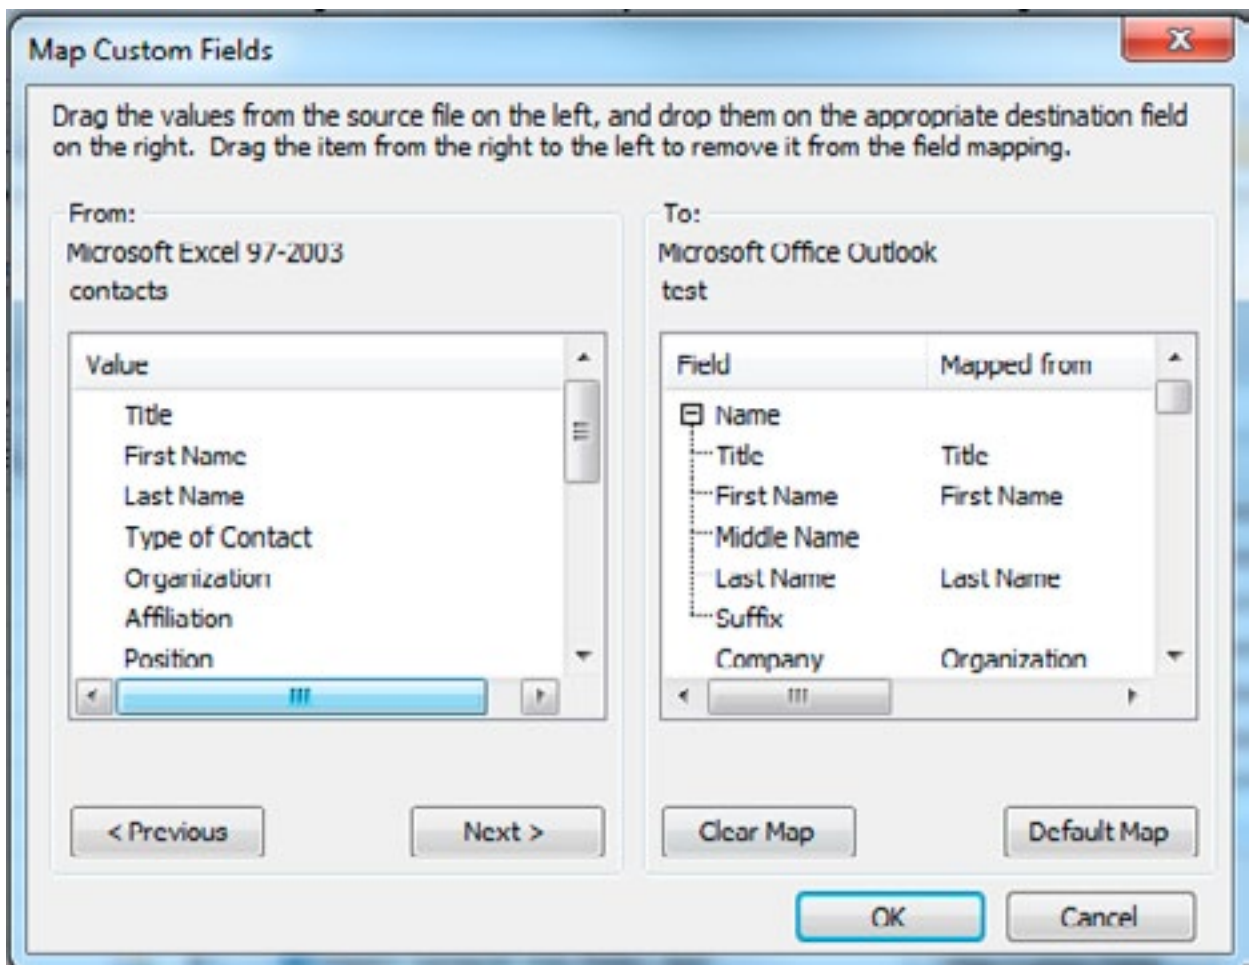 Map Custom Fields
Drag the values from the source file on the left, and drop them on the appropriate destination field
on the right. Drag the item from the right to the left to remove it from the field mapping.
From:
Microsoft Excel 97-2003
contacts
Value
Title
First Name
Last Name
Type of Contact
Organization
Affiliation
Position
< Previous
Next >
To:
Microsoft Office Outlook
test
Field Mapped from
Name
Title Title
First Name First Name
Middle Name
Last Name Last Name
Suffix
Company Organization
Clear Map
Default Map
OK
Cancel